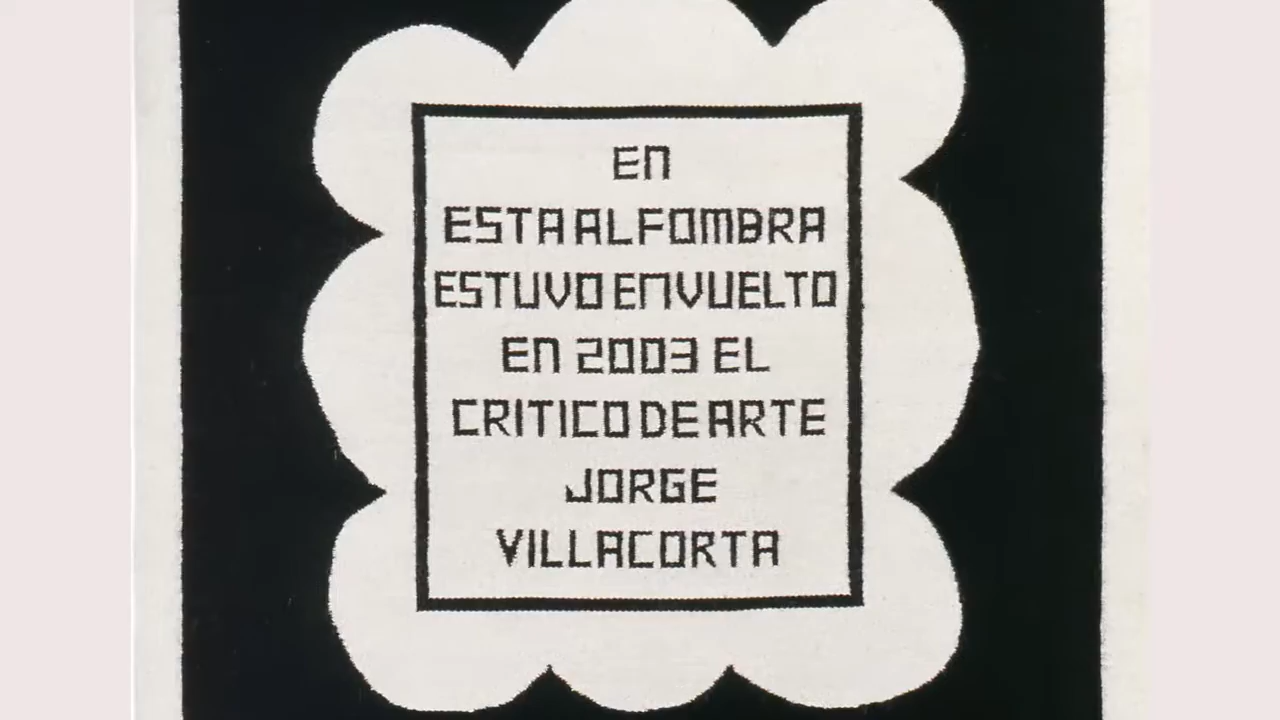 EN
ESTA ALFOMBRA
ESTUVO ENVUELTO
EN 2003 EL
CRITICO DE ARTE
JORGE
VILLACORTA